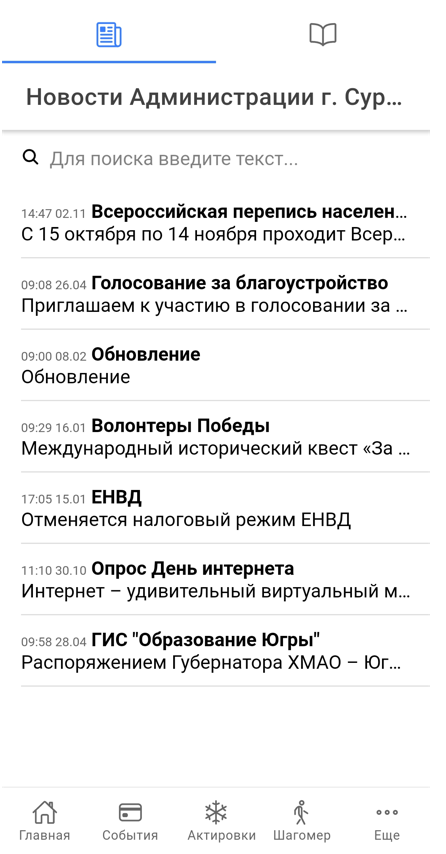 Новости Администрации г. Сур...
Для поиска введите текст...
14:47 02.11 Всероссийская перепись населен...
С 15 октября по 14 ноября проходит Всер...
09:08 26.04 Голосование за благоустройство
Приглашаем к участию в голосовании за ...
09:00 08.02 Обновление
Обновление
09:29 16.01 Волонтеры Победы
Международный исторический квест «За ...
17:05 15.01 ЕНВД
Отменяется налоговый режим ЕНВД
11:10 30.10 Опрос День интернета
Интернет – удивительный виртуальный м...
09:58 28.04 ГИС "Образование Югры"
Распоряжением Губернатора ХМАО – Юг...
Главная События Актировки Шагомер Еще